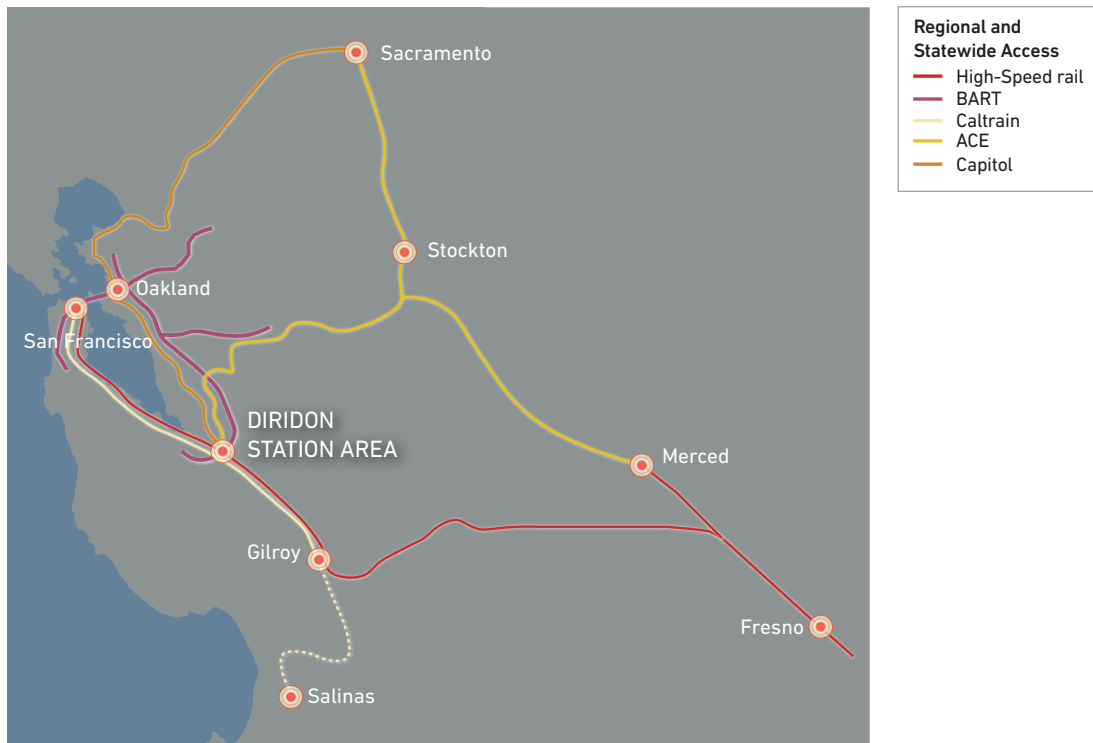 Sacramento
Stockton
Oakland
San Francisco
DIRIDON
STATION AREA
Merced
Gilroy
Fresno
Salinas
Regional and
Statewide Access
High-Speed rail
BART
Caltrain
ACE
Capitol